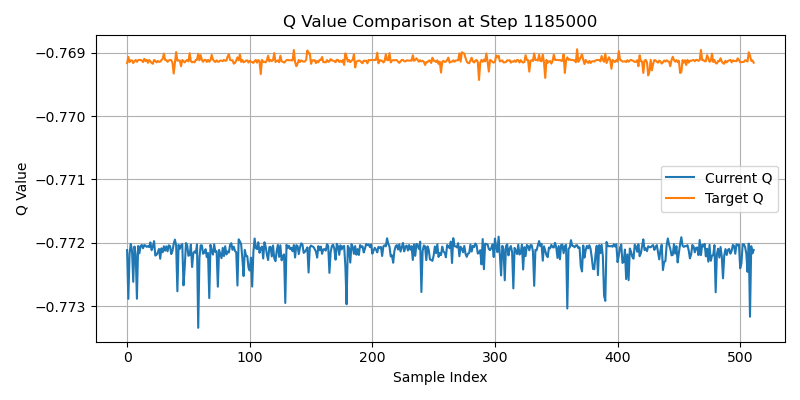 Q Value Comparison at Step 1185000
Q Value
−0.769
−0.770
−0.771
−0.772
−0.773
Current Q
Target Q
0
100
200
300
400
500
Sample Index